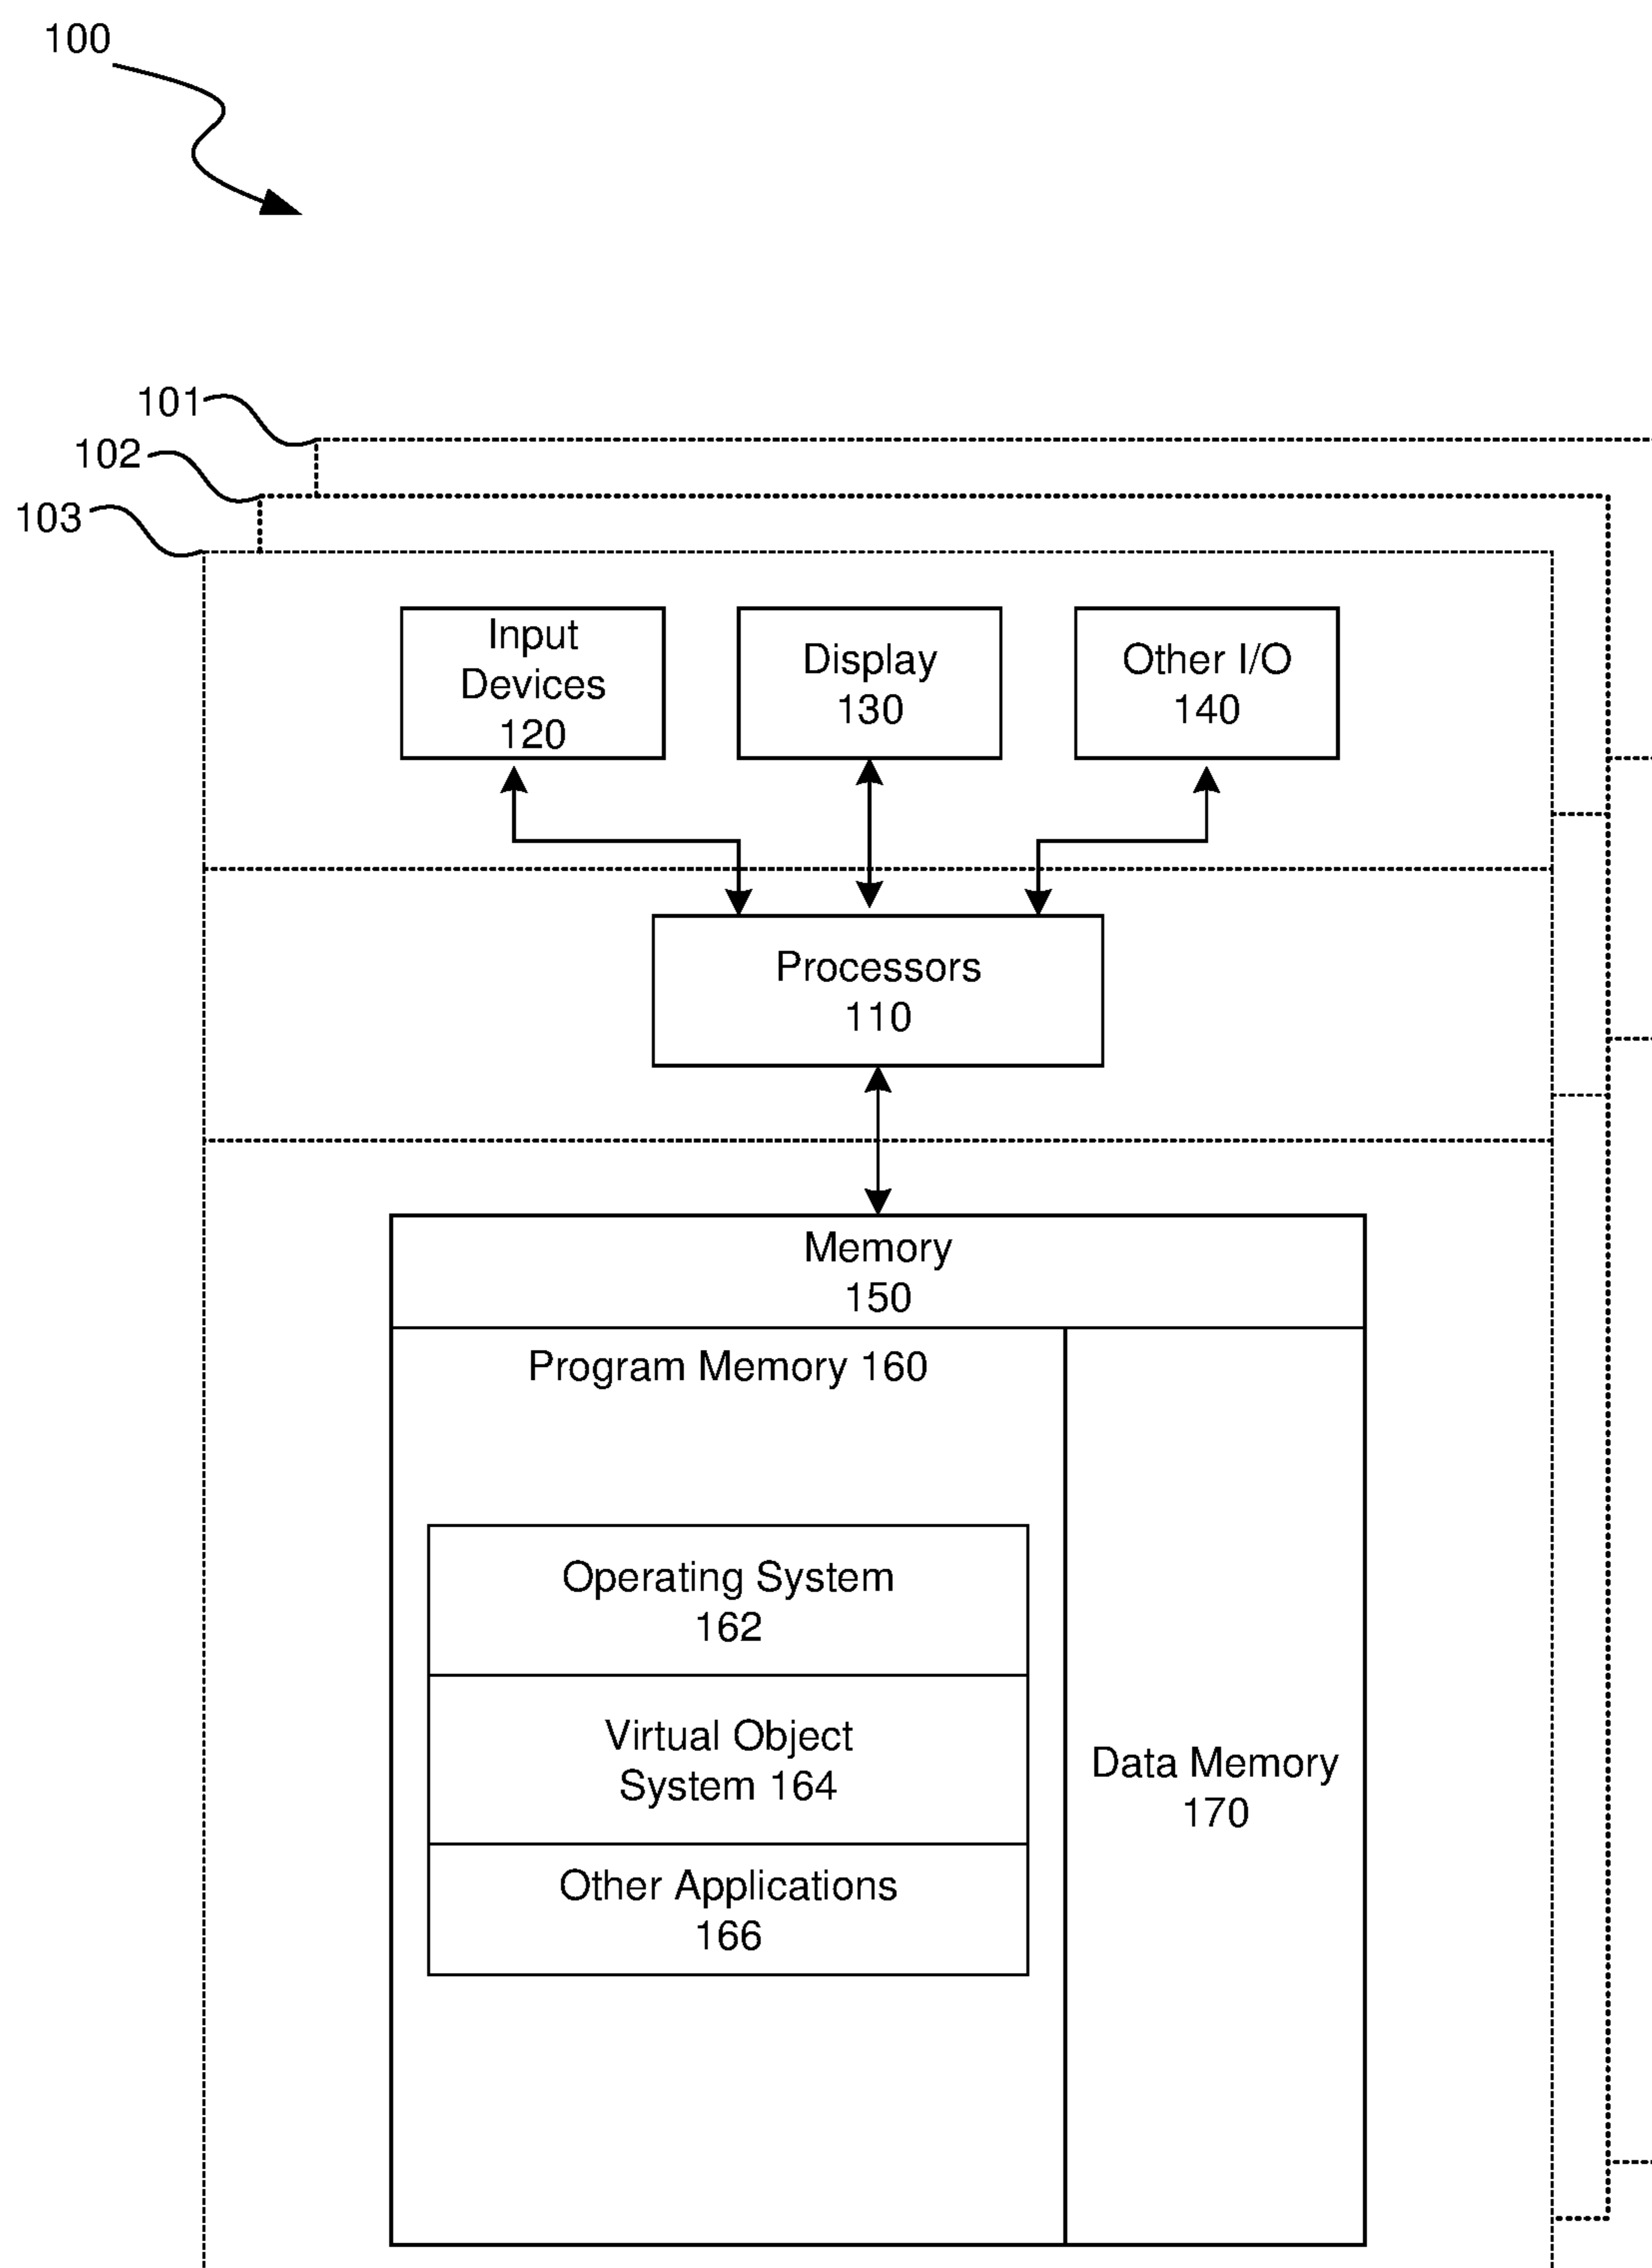 100
101
102
103
Input
Devices
120
Display
130
Other I/O
140
Processors
110
Memory
150
Program Memory 160
Operating System
162
Virtual Object
System 164
Other Applications
166
Data Memory
170